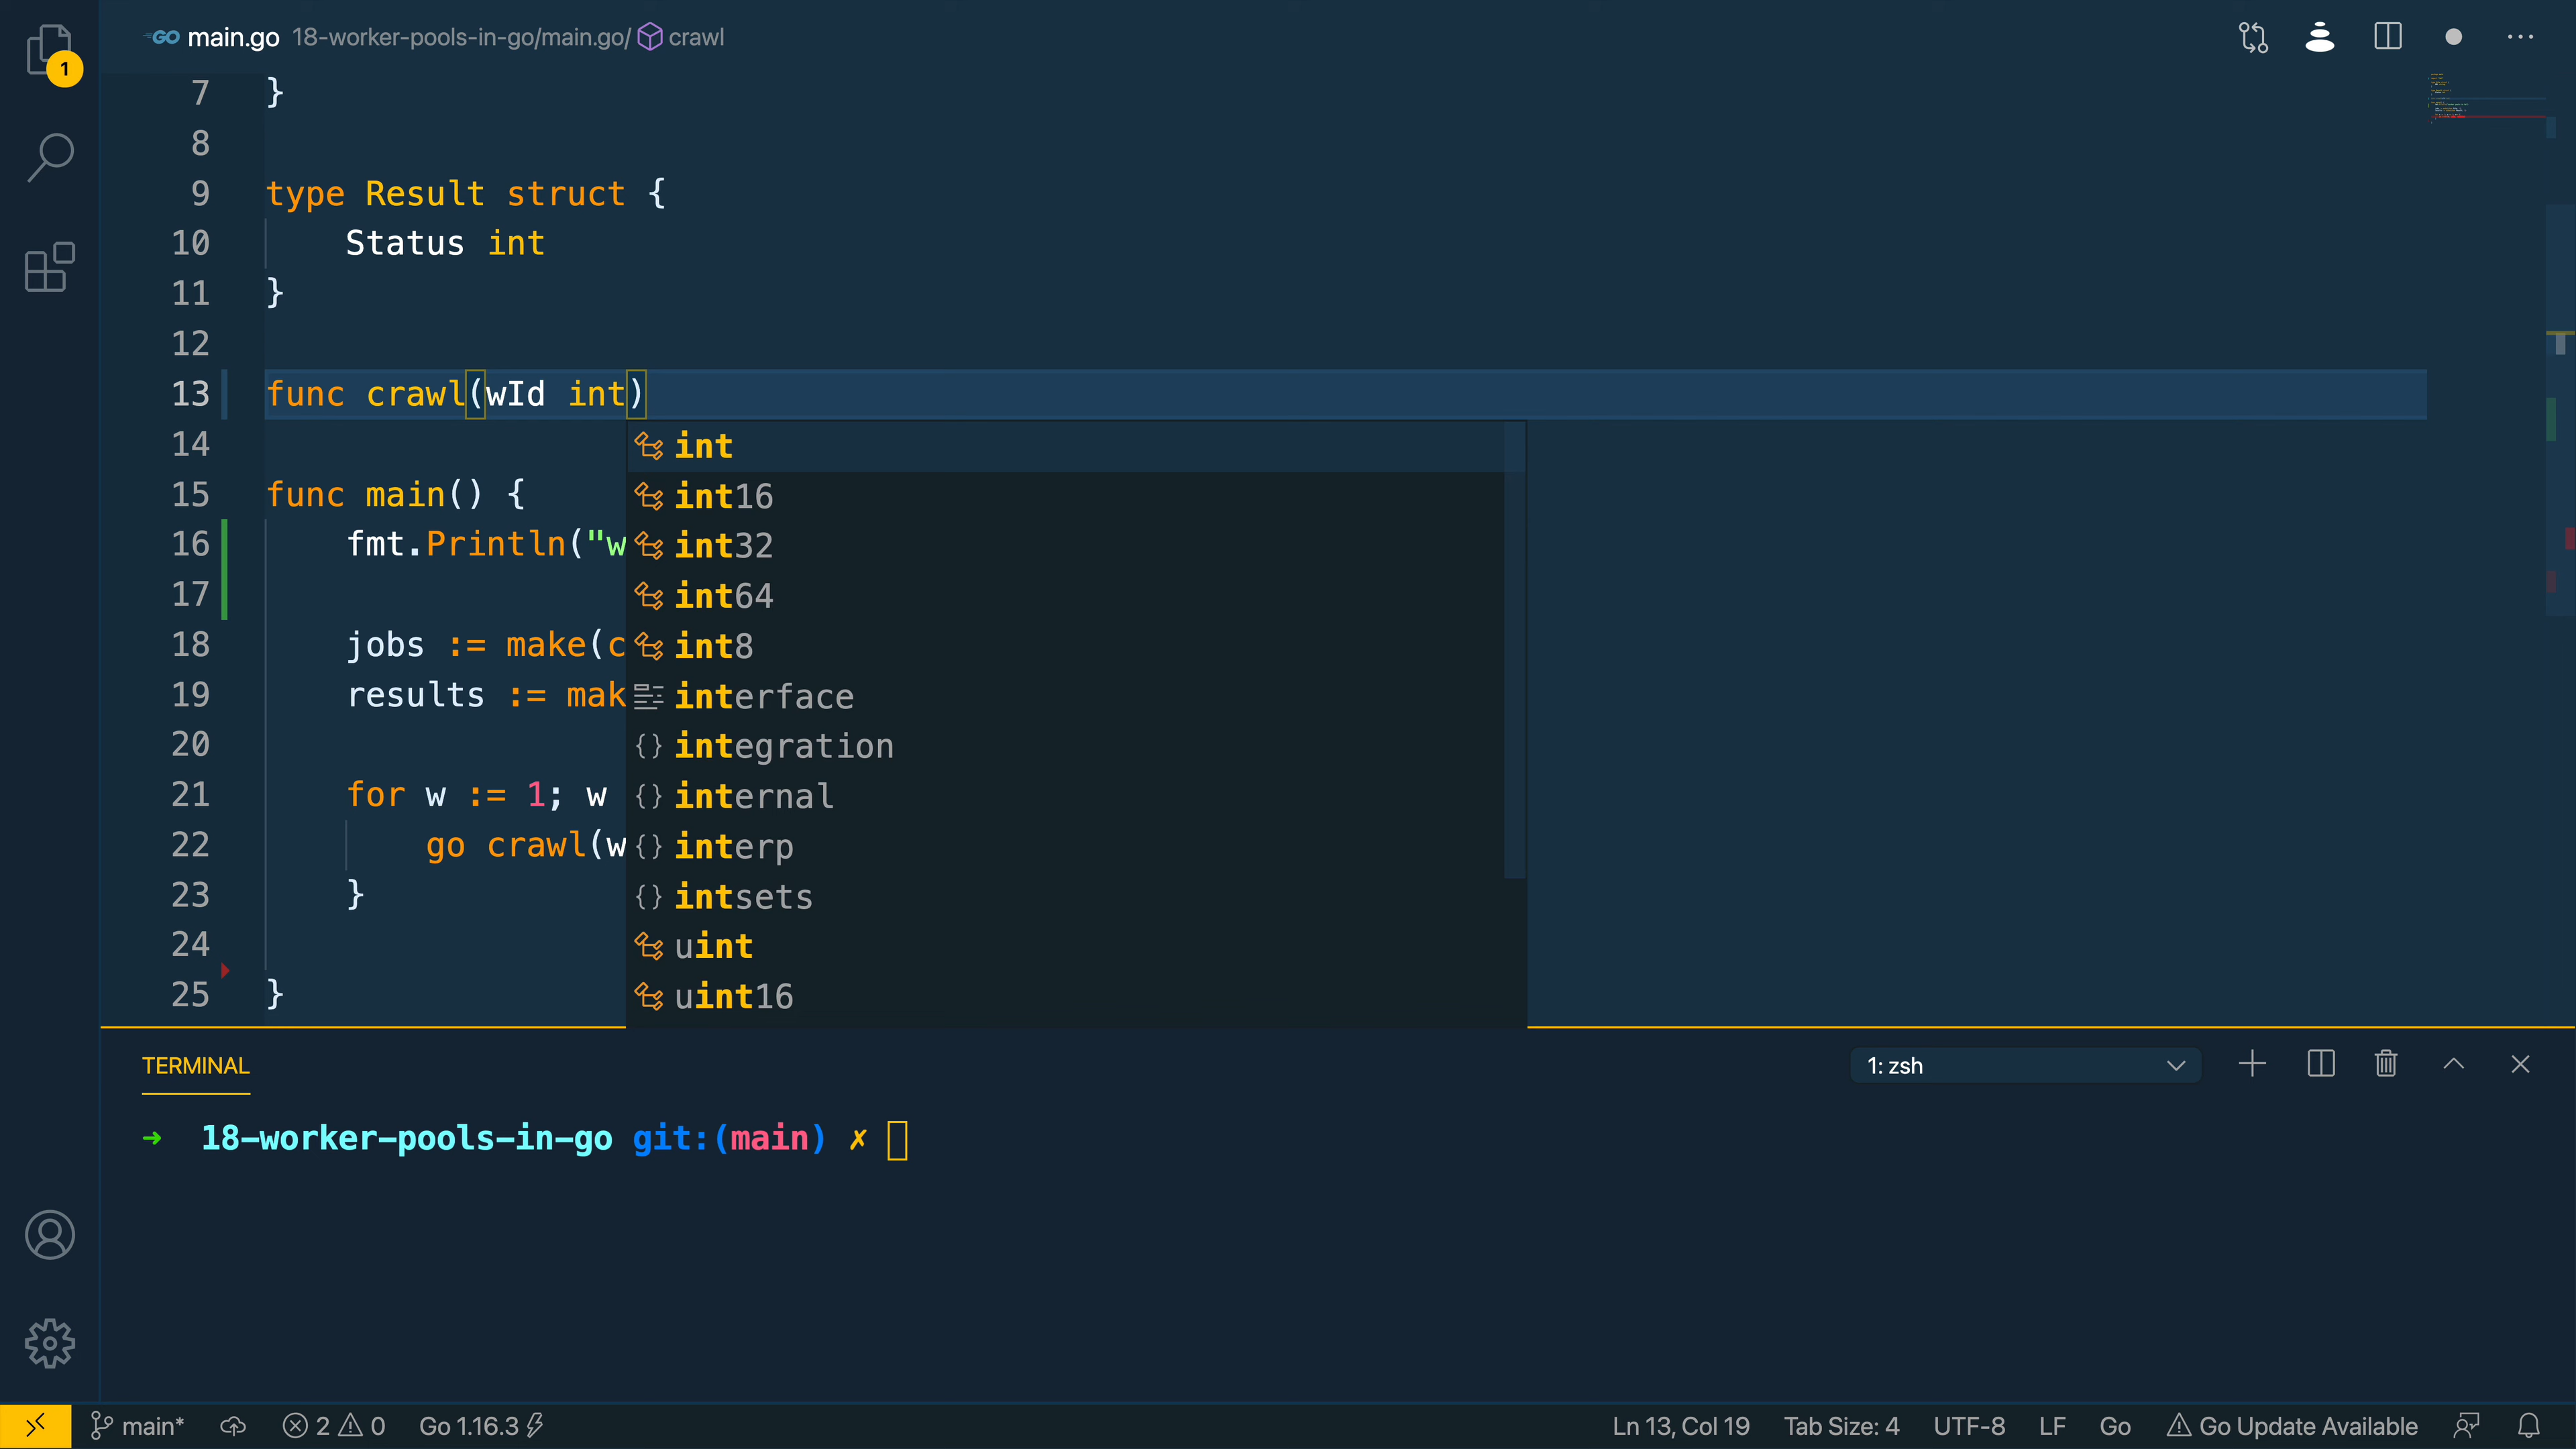 GO main.go 18-worker-pools-in-go/main.go/ crawl
1
7 }
8
9 type Result struct {
10 Status int
11 }
12
13 func crawl(wId int)
14
15 func main() {
16 fmt.Println("w
17
18 jobs := make(c
19 results := mak
20
21 for w := 1; w
22 go crawl(w
23 }
24
25 }
int
int16
int32
int64
int8
interface
integration
internal
interp
intsets
uint
uint16
TERMINAL
1: zsh
➜ 18-worker-pools-in-go git:(main) ✗
main* 2 0 Go 1.16.3 Ln 13, Col 19 Tab Size: 4 UTF-8 LF Go Go Update Available